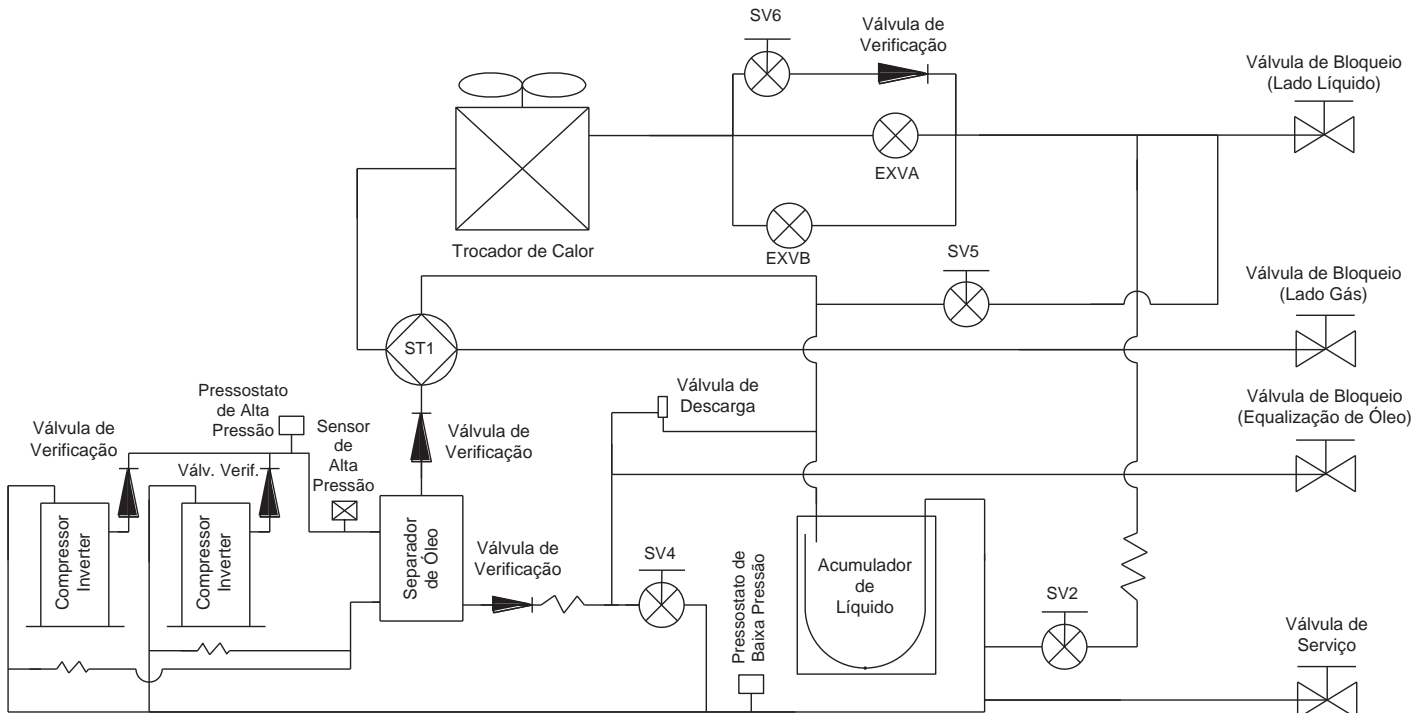 SV6
Válvula de
Verificação
Válvula de Bloqueio
(Lado Líquido)
EXVA
Trocador de Calor
EXVB
SV5
Válvula de Bloqueio
(Lado Gás)
ST1
Pressostato
de Alta
Pressão
Válvula de
Descarga
Válvula de Bloqueio
(Equalização de Óleo)
Válvula de
Verificação
Sensor
de
Alta
Pressão
Válvula de
Verificação
Válv. Verif.
Compressor
Inverter
Compressor
Inverter
Separador
de Óleo
Válvula de
Verificação
SV4
Acumulador
de
Líquido
Pressostato de
Baixa Pressão
SV2
Válvula de
Serviço